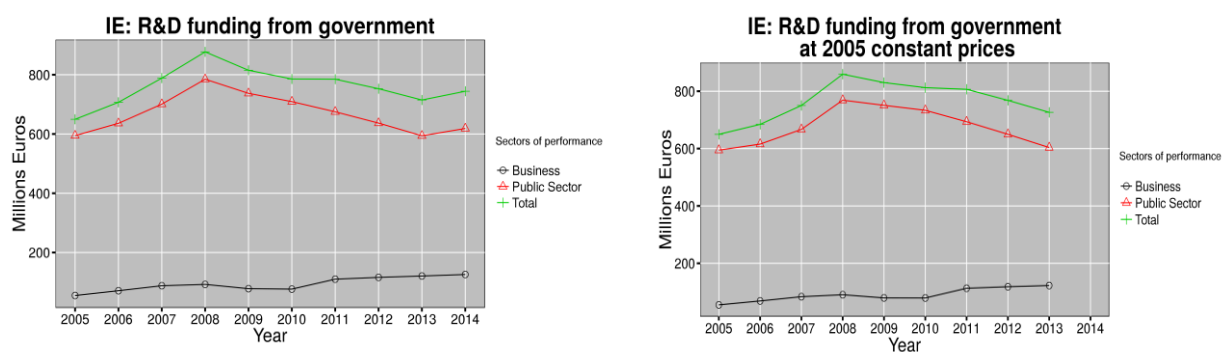 IE: R&D funding from government
800
600
400
200
Millions Euros
2005 2006 2007 2008 2009 2010 2011 2012 2013 2014
Year
Sectors of performance
Business
Public Sector
Total
IE: R&D funding from government
at 2005 constant prices
800
600
400
200
Millions Euros
2005 2006 2007 2008 2009 2010 2011 2012 2013 2014
Year
Sectors of performance
Business
Public Sector
Total